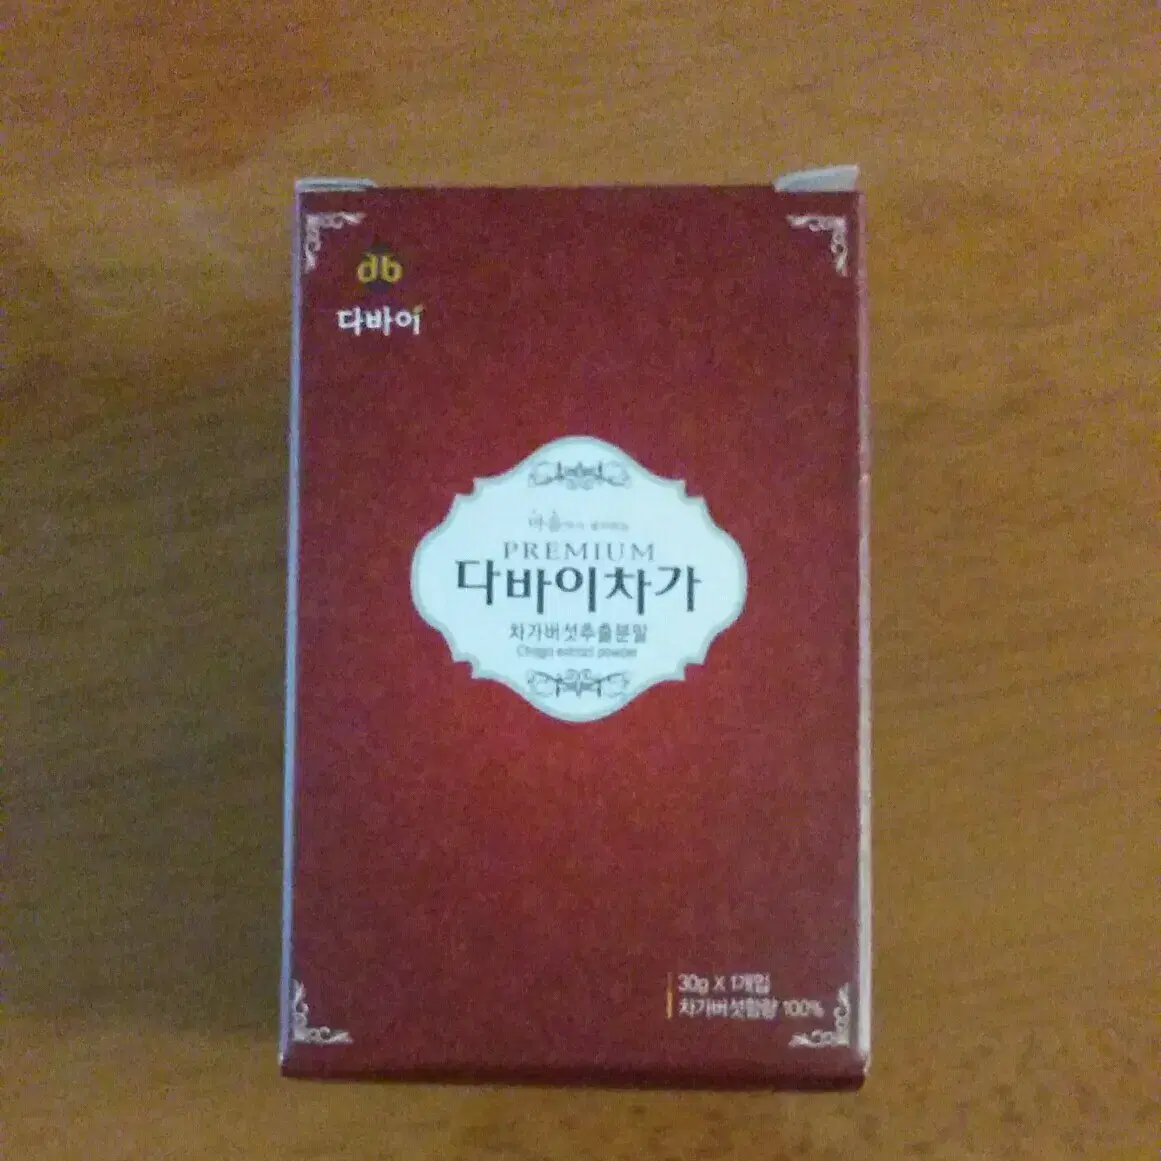 db
다바이
PREMIUM
다바이차가
차가버섯추출분말
Chaga extract powder
30g X 1개입
차가버섯함량 100%